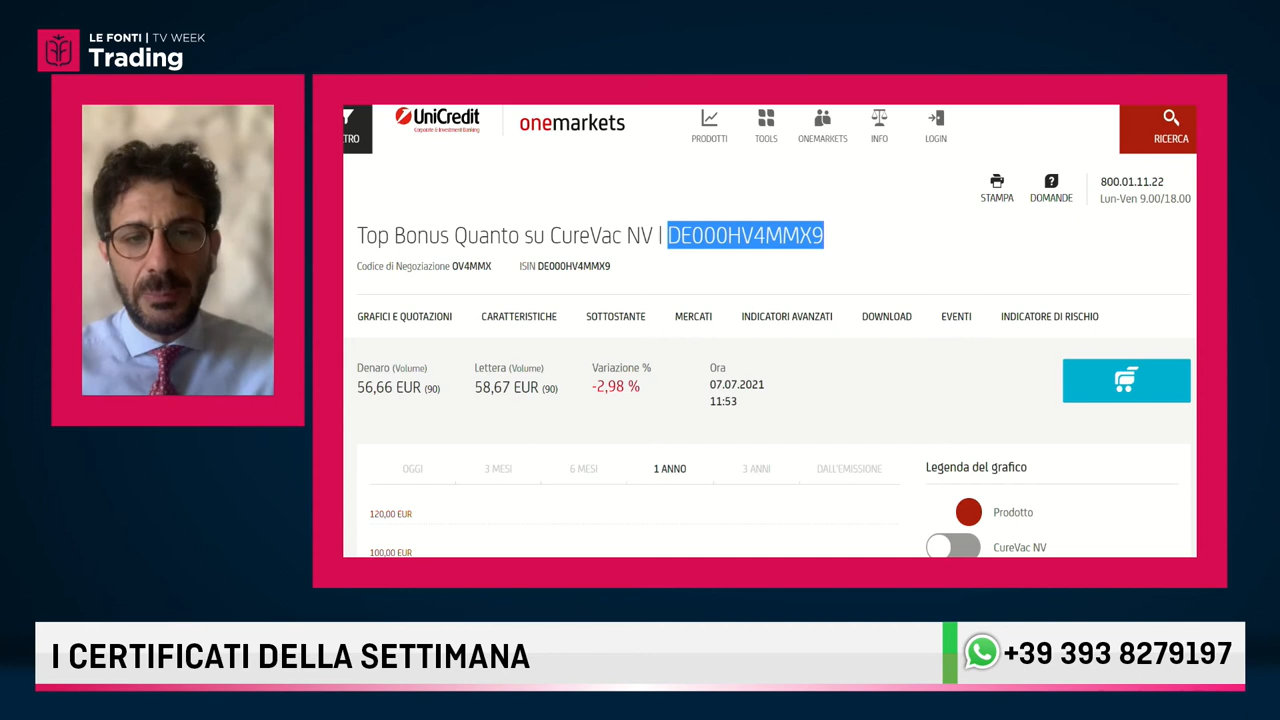 LE FONTI | TV WEEK
Trading
TRO
UniCredit
Corporate & Investment Banking
onemarkets
PRODOTTI
TOOLS
ONEMARKETS
INFO
LOGIN
RICERCA
STAMPA
DOMANDE
800.01.11.22
Lun-Ven 9.00/18.00
Top Bonus Quanto su CureVac NV | DE000HV4MMX9
Codice di Negoziazione OV4MMX ISIN DE000HV4MMX9
GRAFICI E QUOTAZIONI CARATTERISTICHE SOTTOSTANTE MERCATI INDICATORI AVANZATI DOWNLOAD EVENTI INDICATORE DI RISCHIO
Denaro (Volume) Lettera (Volume) Variazione % Ora
56,66 EUR (90) 58,67 EUR (90) -2,98 % 07.07.2021
11:53
OGGI 3 MESI 6 MESI 1 ANNO 3 ANNI DALL'EMISSIONE
120,00 EUR
100,00 EUR
Legenda del grafico
Prodotto
CureVac NV
I CERTIFICATI DELLA SETTIMANA
+39 393 8279197